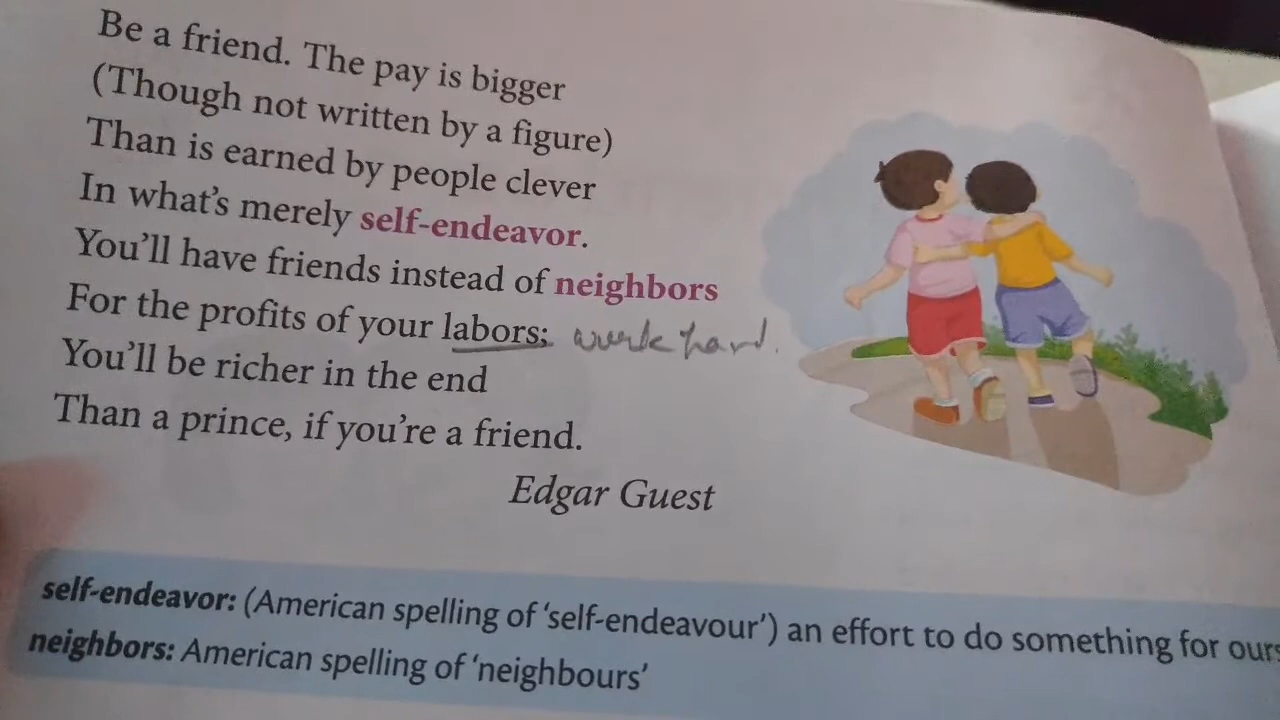 Be a friend. The pay is bigger
(Though not written by a figure)
Than is earned by people clever
In what's merely self-endeavor.
You'll have friends instead of neighbors
For the profits of your labors; work hard.
You'll be richer in the end
Than a prince, if you're a friend.
Edgar Guest
self-endeavor: (American spelling of 'self-endeavour') an effort to do something for
neighbors: American spelling of 'neighbours'